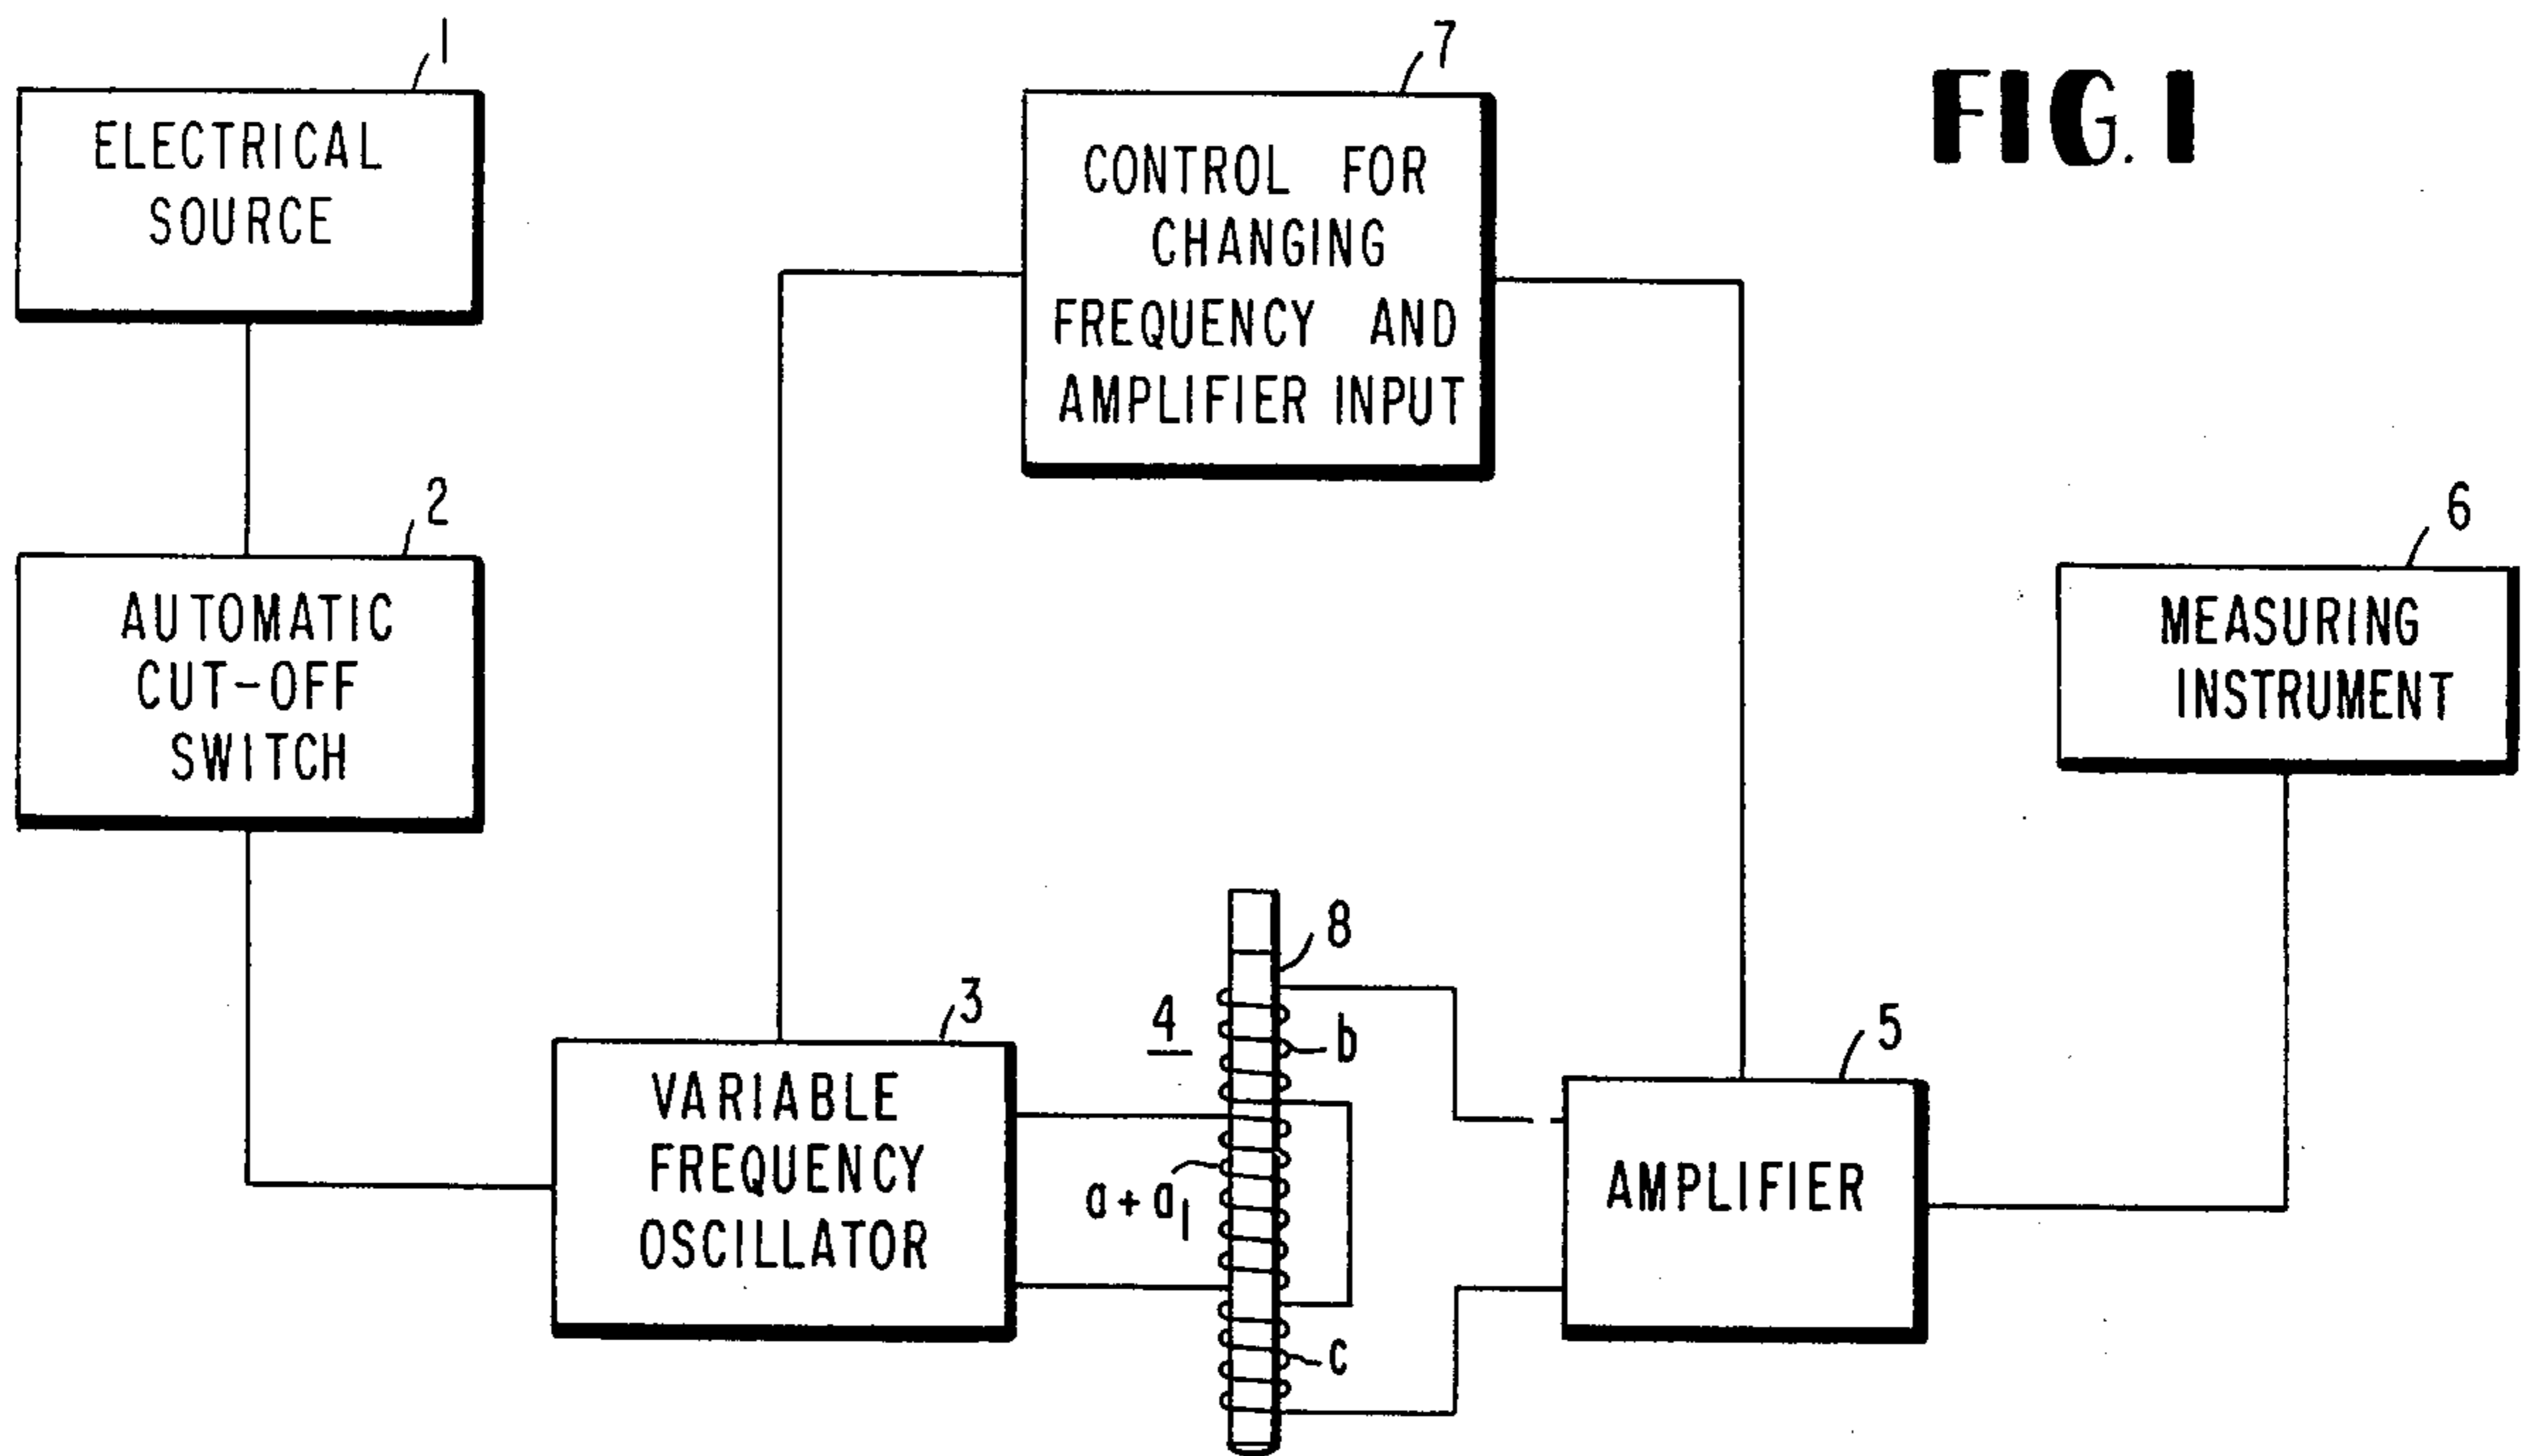 FIG. 1
1
ELECTRICAL
SOURCE
7
CONTROL FOR
CHANGING
FREQUENCY AND
AMPLIFIER INPUT
2
AUTOMATIC
CUT-OFF
SWITCH
6
MEASURING
INSTRUMENT
3
VARIABLE
FREQUENCY
OSCILLATOR
4
8
b
a + a1
c
5
AMPLIFIER